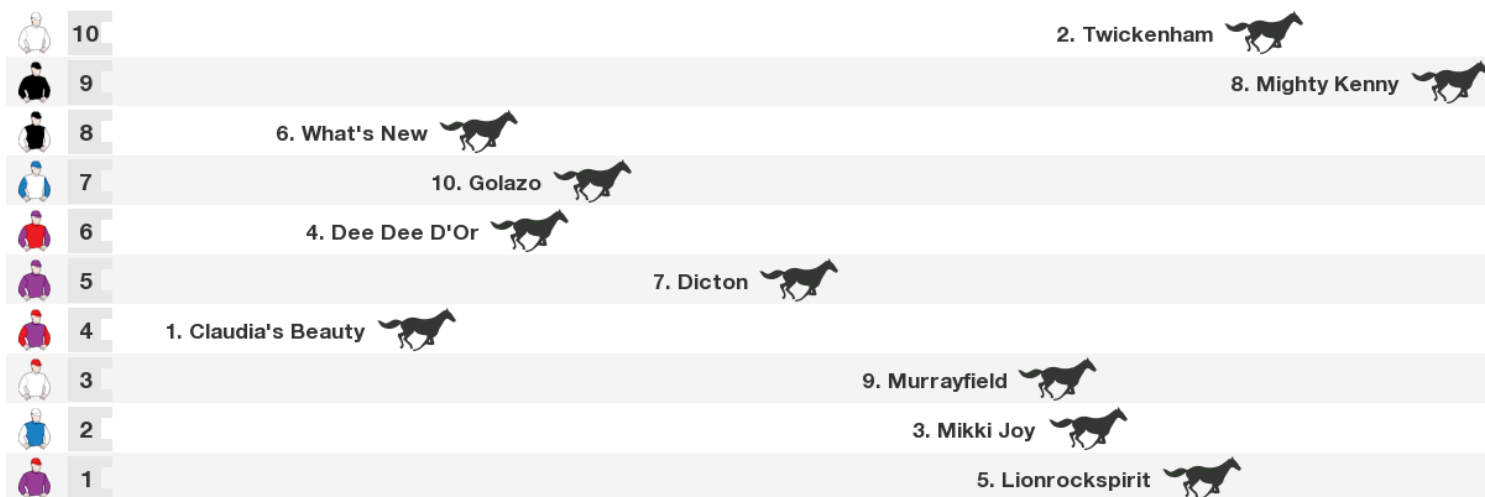 10 2. Twickenham
9 8. Mighty Kenny
8 6. What's New
7 10. Golazo
6 4. Dee Dee D'Or
5 7. Dicton
4 1. Claudia's Beauty
3 9. Murrayfield
2 3. Mikki Joy
1 5. Lionrockspirit